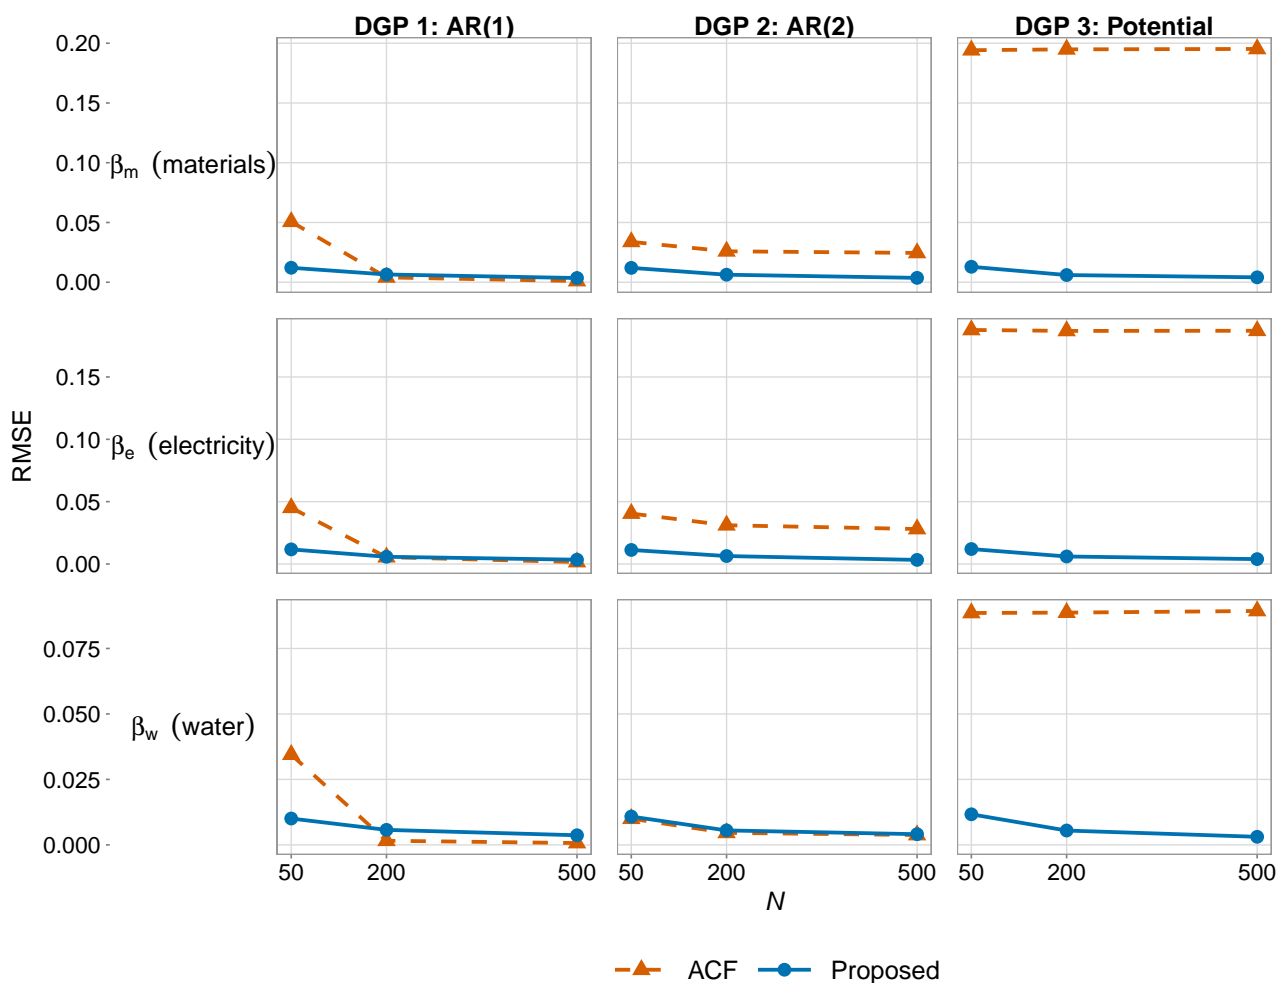 DGP 1: AR(1) DGP 2: AR(2) DGP 3: Potential
0.20
0.15
0.10
βm (materials)
0.05
0.00
RMSE
0.15
0.10
βe (electricity)
0.05
0.00
0.075
0.050
βw (water)
0.025
0.000
50 200 500 50 200 500 50 200 500
N
ACF Proposed